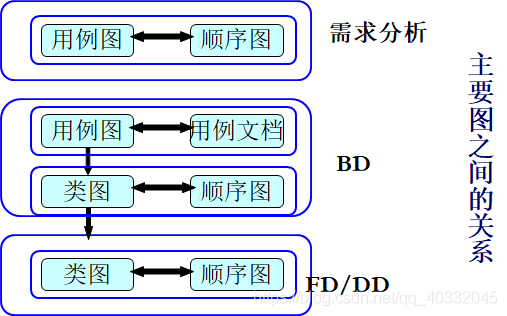 用例图
顺序图
需求分析
用例图
用例文档
BD
类图
顺序图
类图
顺序图
FD/DD
主要图之间的关系
https://blog.csdn.net/qq_40332045